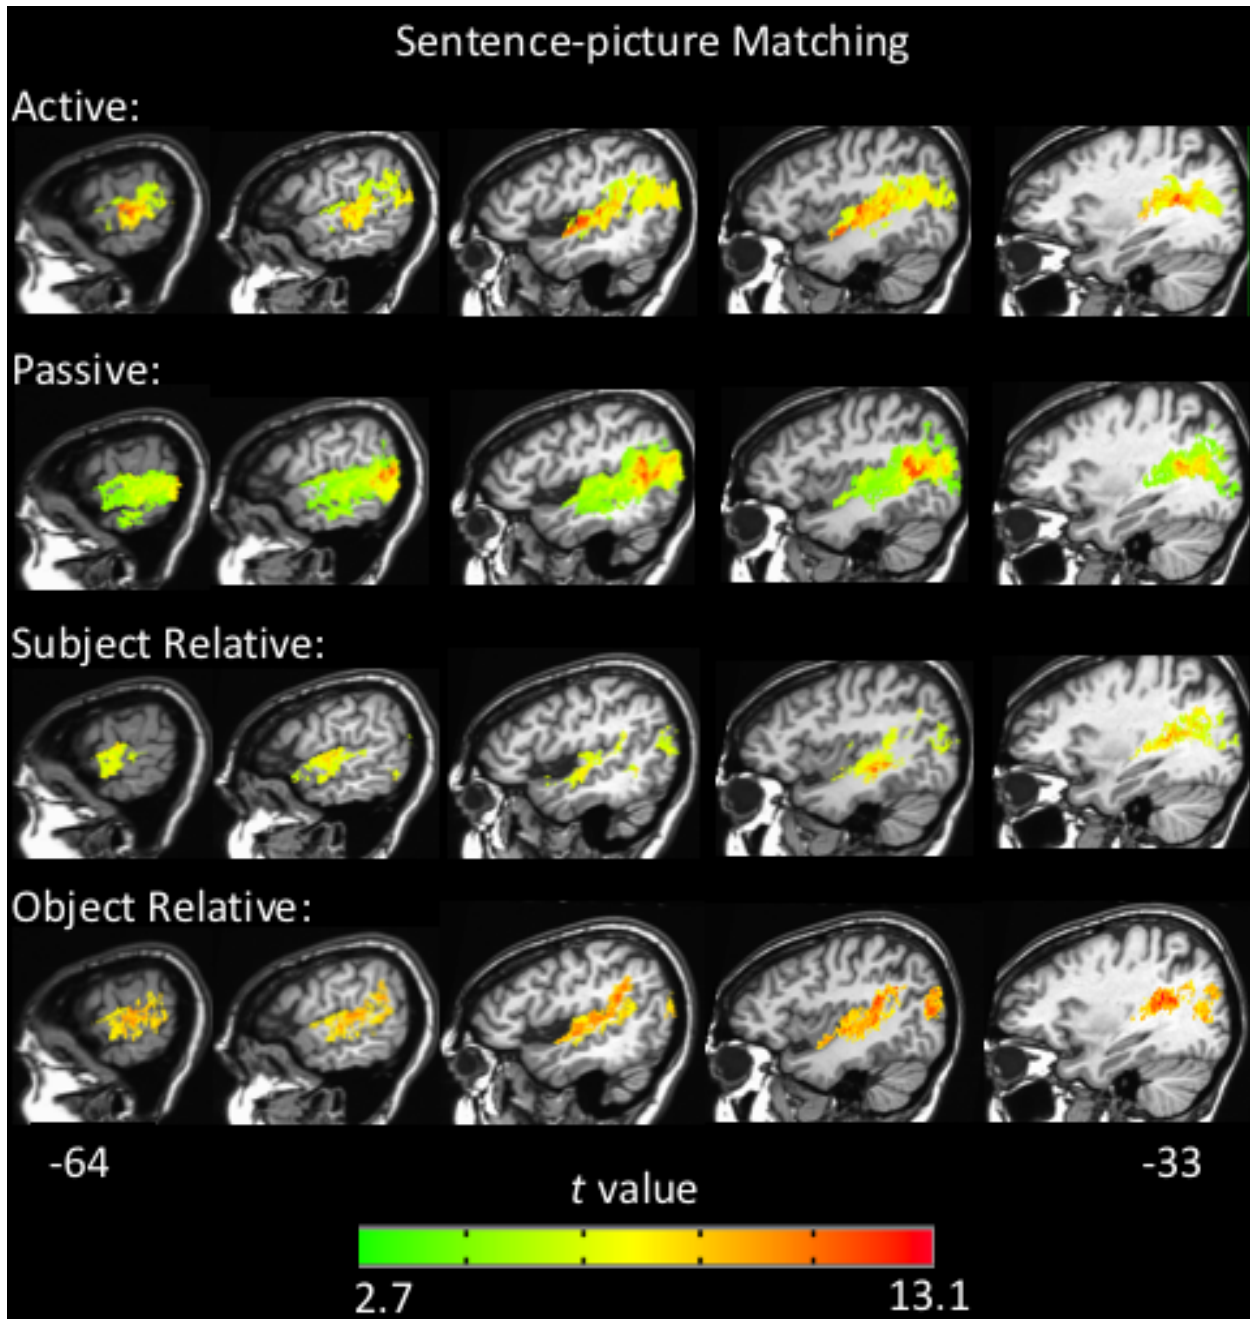 Sentence-picture Matching
Active:
Passive:
Subject Relative:
Object Relative:
-64
-33
t value
2.7
13.1